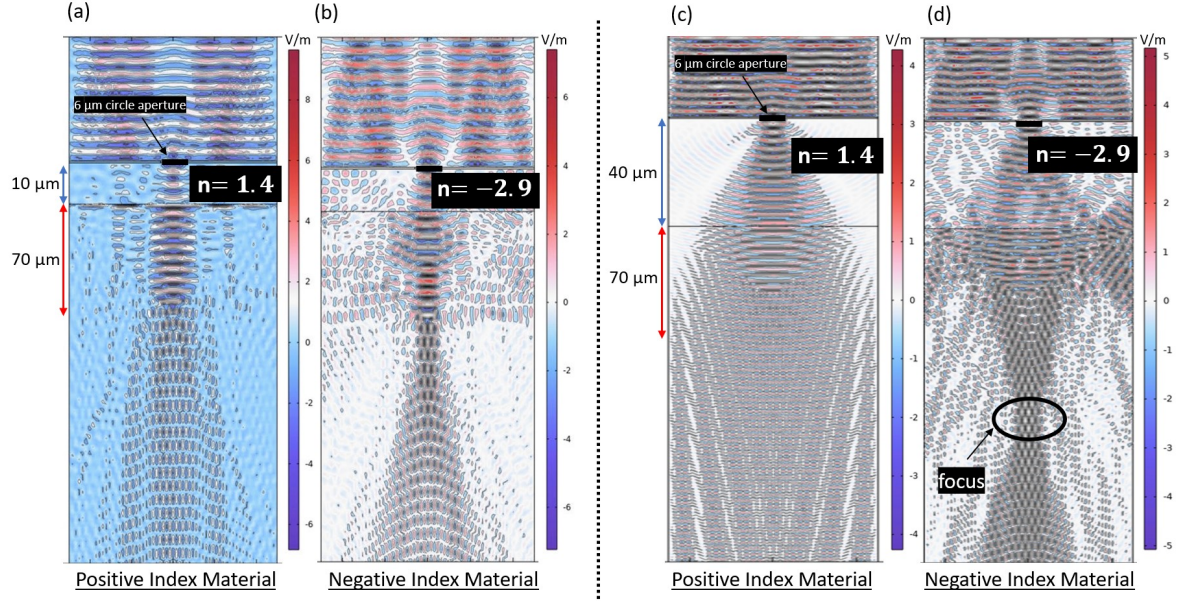 (a)
(b)
(c)
(d)
V/m
V/m
V/m
V/m
6 µm circle aperture
6 µm circle aperture
10 µm
70 µm
40 µm
70 µm
n= 1.4
n= −2.9
n= 1.4
n= −2.9
8
6
4
2
0
-2
-4
-6
6
4
2
0
-2
-4
-6
4
3
2
1
0
-1
-2
-3
-4
5
4
3
2
1
0
-1
-2
-3
-4
-5
focus
Positive Index Material
Negative Index Material
Positive Index Material
Negative Index Material